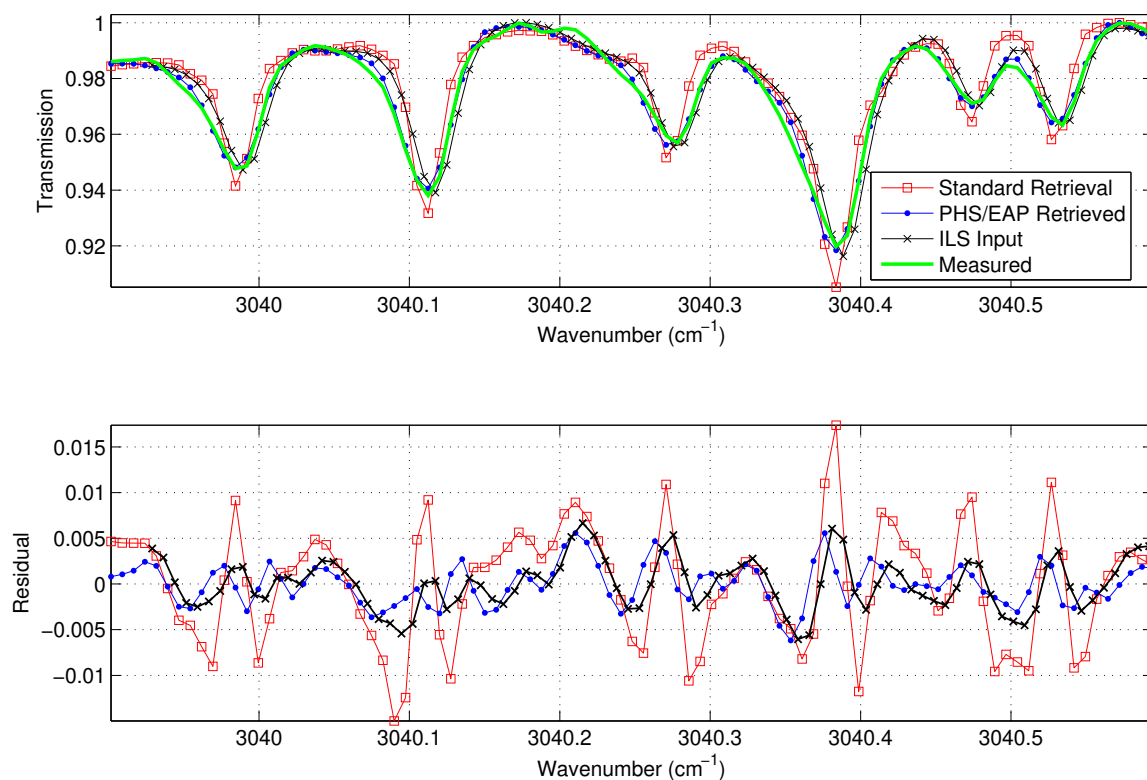 1
0.98
0.96
0.94
0.92
Transmission
3040
3040.1
3040.2
3040.3
3040.4
3040.5
Wavenumber (cm⁻¹)
Standard Retrieval
PHS/EAP Retrieved
ILS Input
Measured
0.015
0.01
0.005
0
−0.005
−0.01
Residual
3040
3040.1
3040.2
3040.3
3040.4
3040.5
Wavenumber (cm⁻¹)